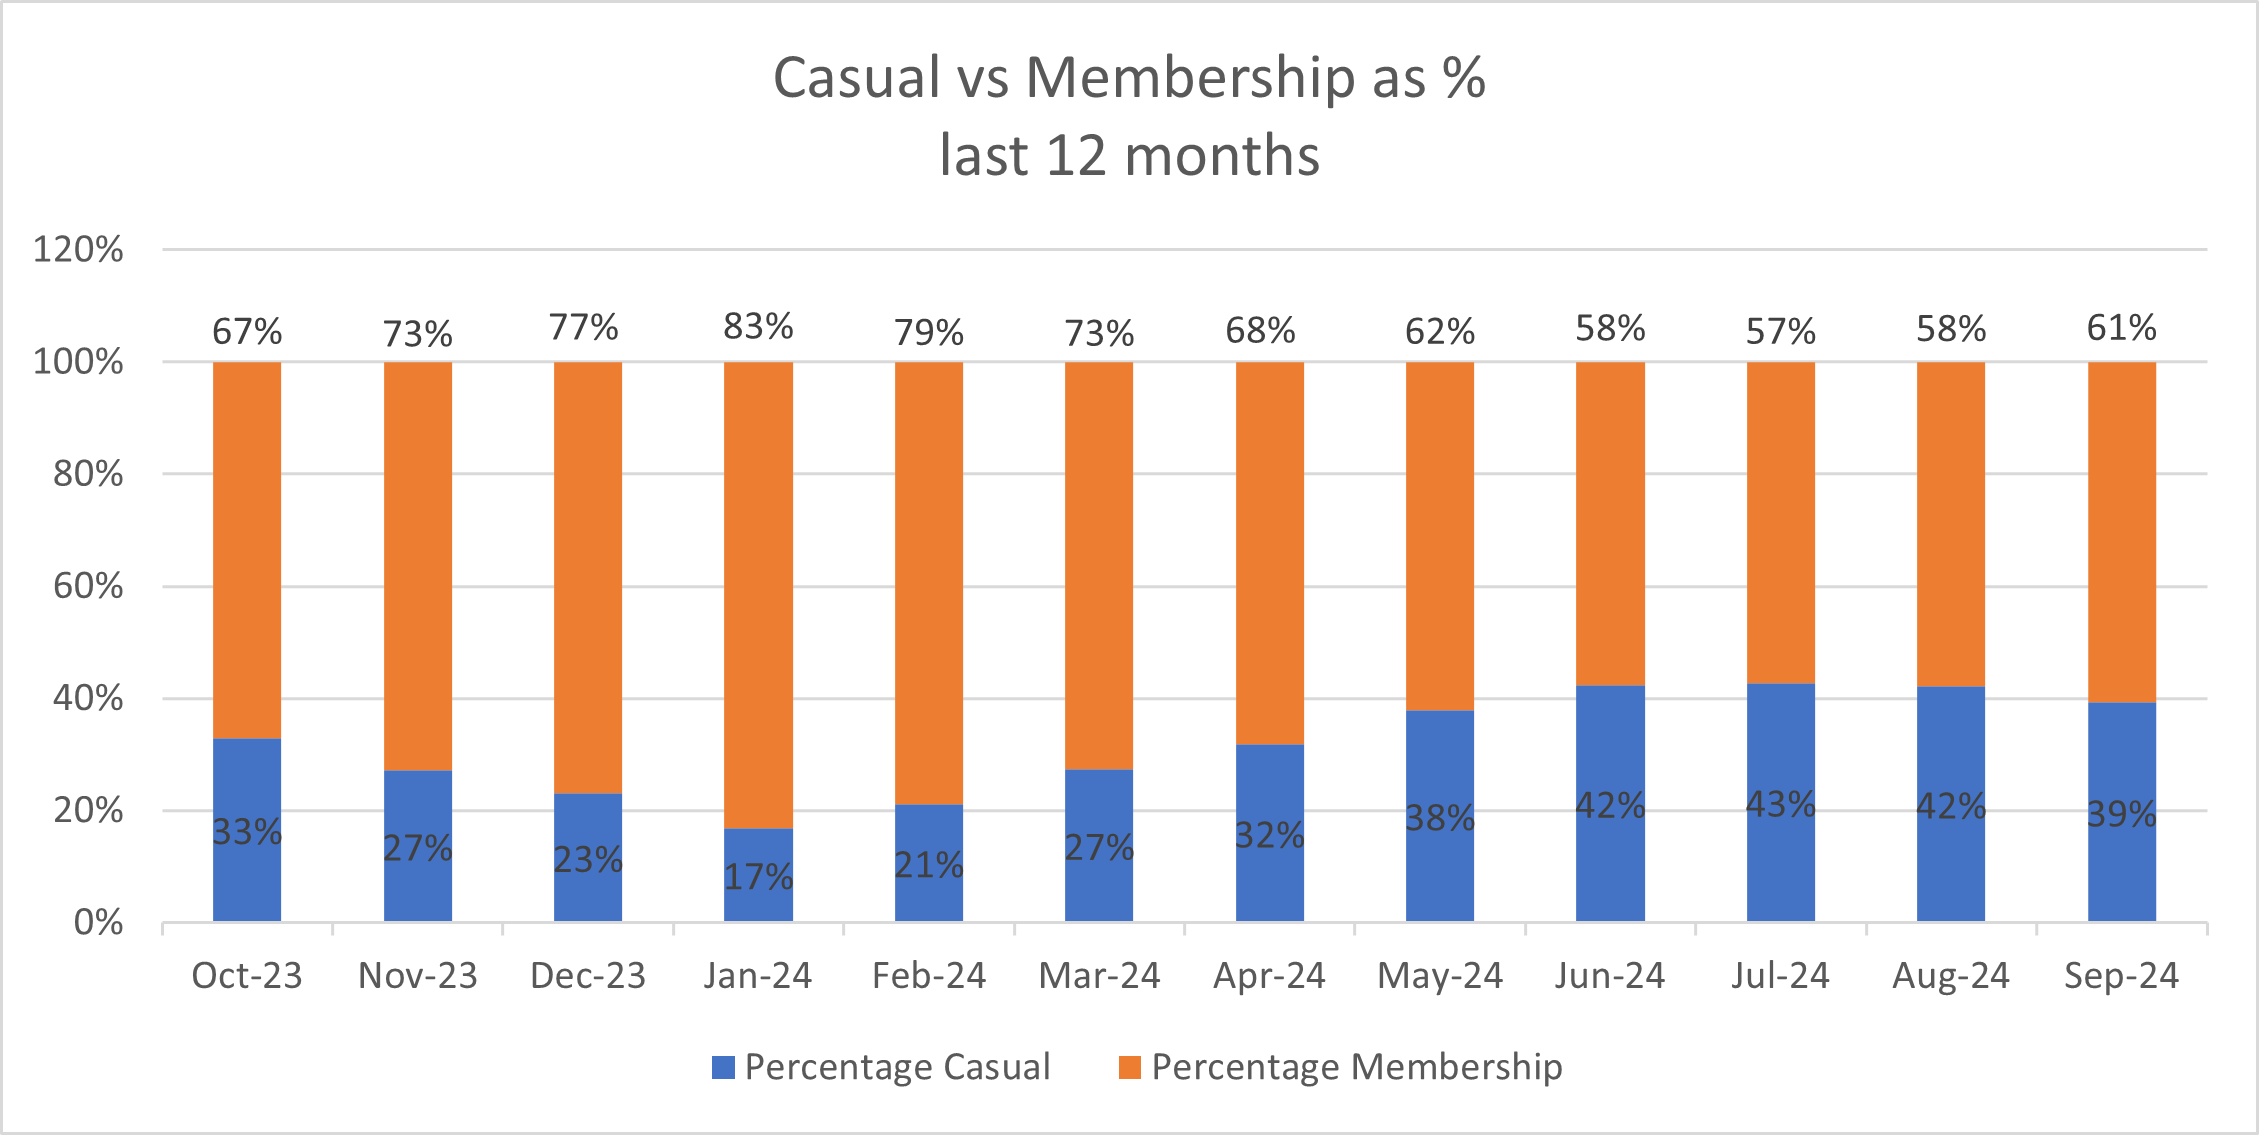 Casual vs Membership as %
last 12 months
120%
67% 73% 77% 83% 79% 73% 68% 62% 58% 57% 58% 61%
100%
80%
60%
40%
20%
33% 27% 23% 17% 21% 27% 32% 38% 42% 43% 42% 39%
0%
Oct-23 Nov-23 Dec-23 Jan-24 Feb-24 Mar-24 Apr-24 May-24 Jun-24 Jul-24 Aug-24 Sep-24
Percentage Casual Percentage Membership